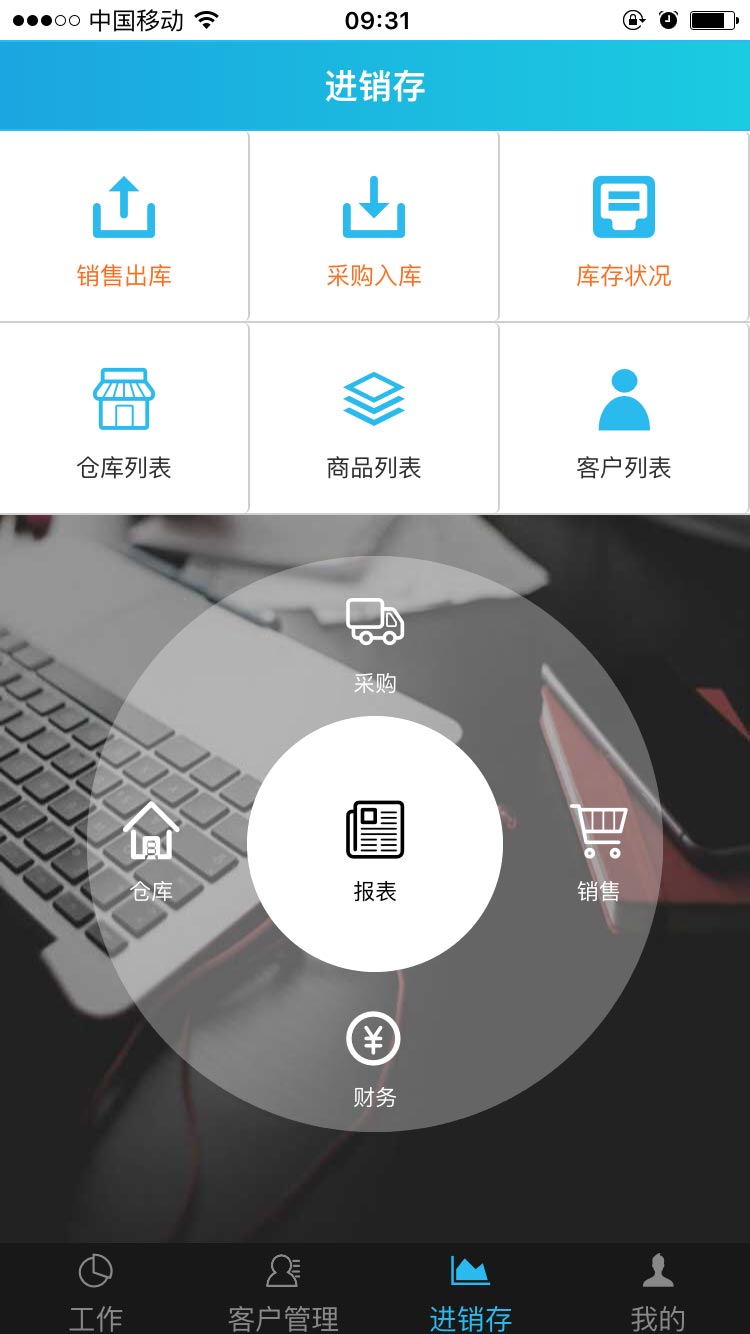 中国移动 09:31
进销存
销售出库 采购入库 库存状况
仓库列表 商品列表 客户列表
采购
仓库 报表 销售
财务
工作 客户管理 进销存 我的